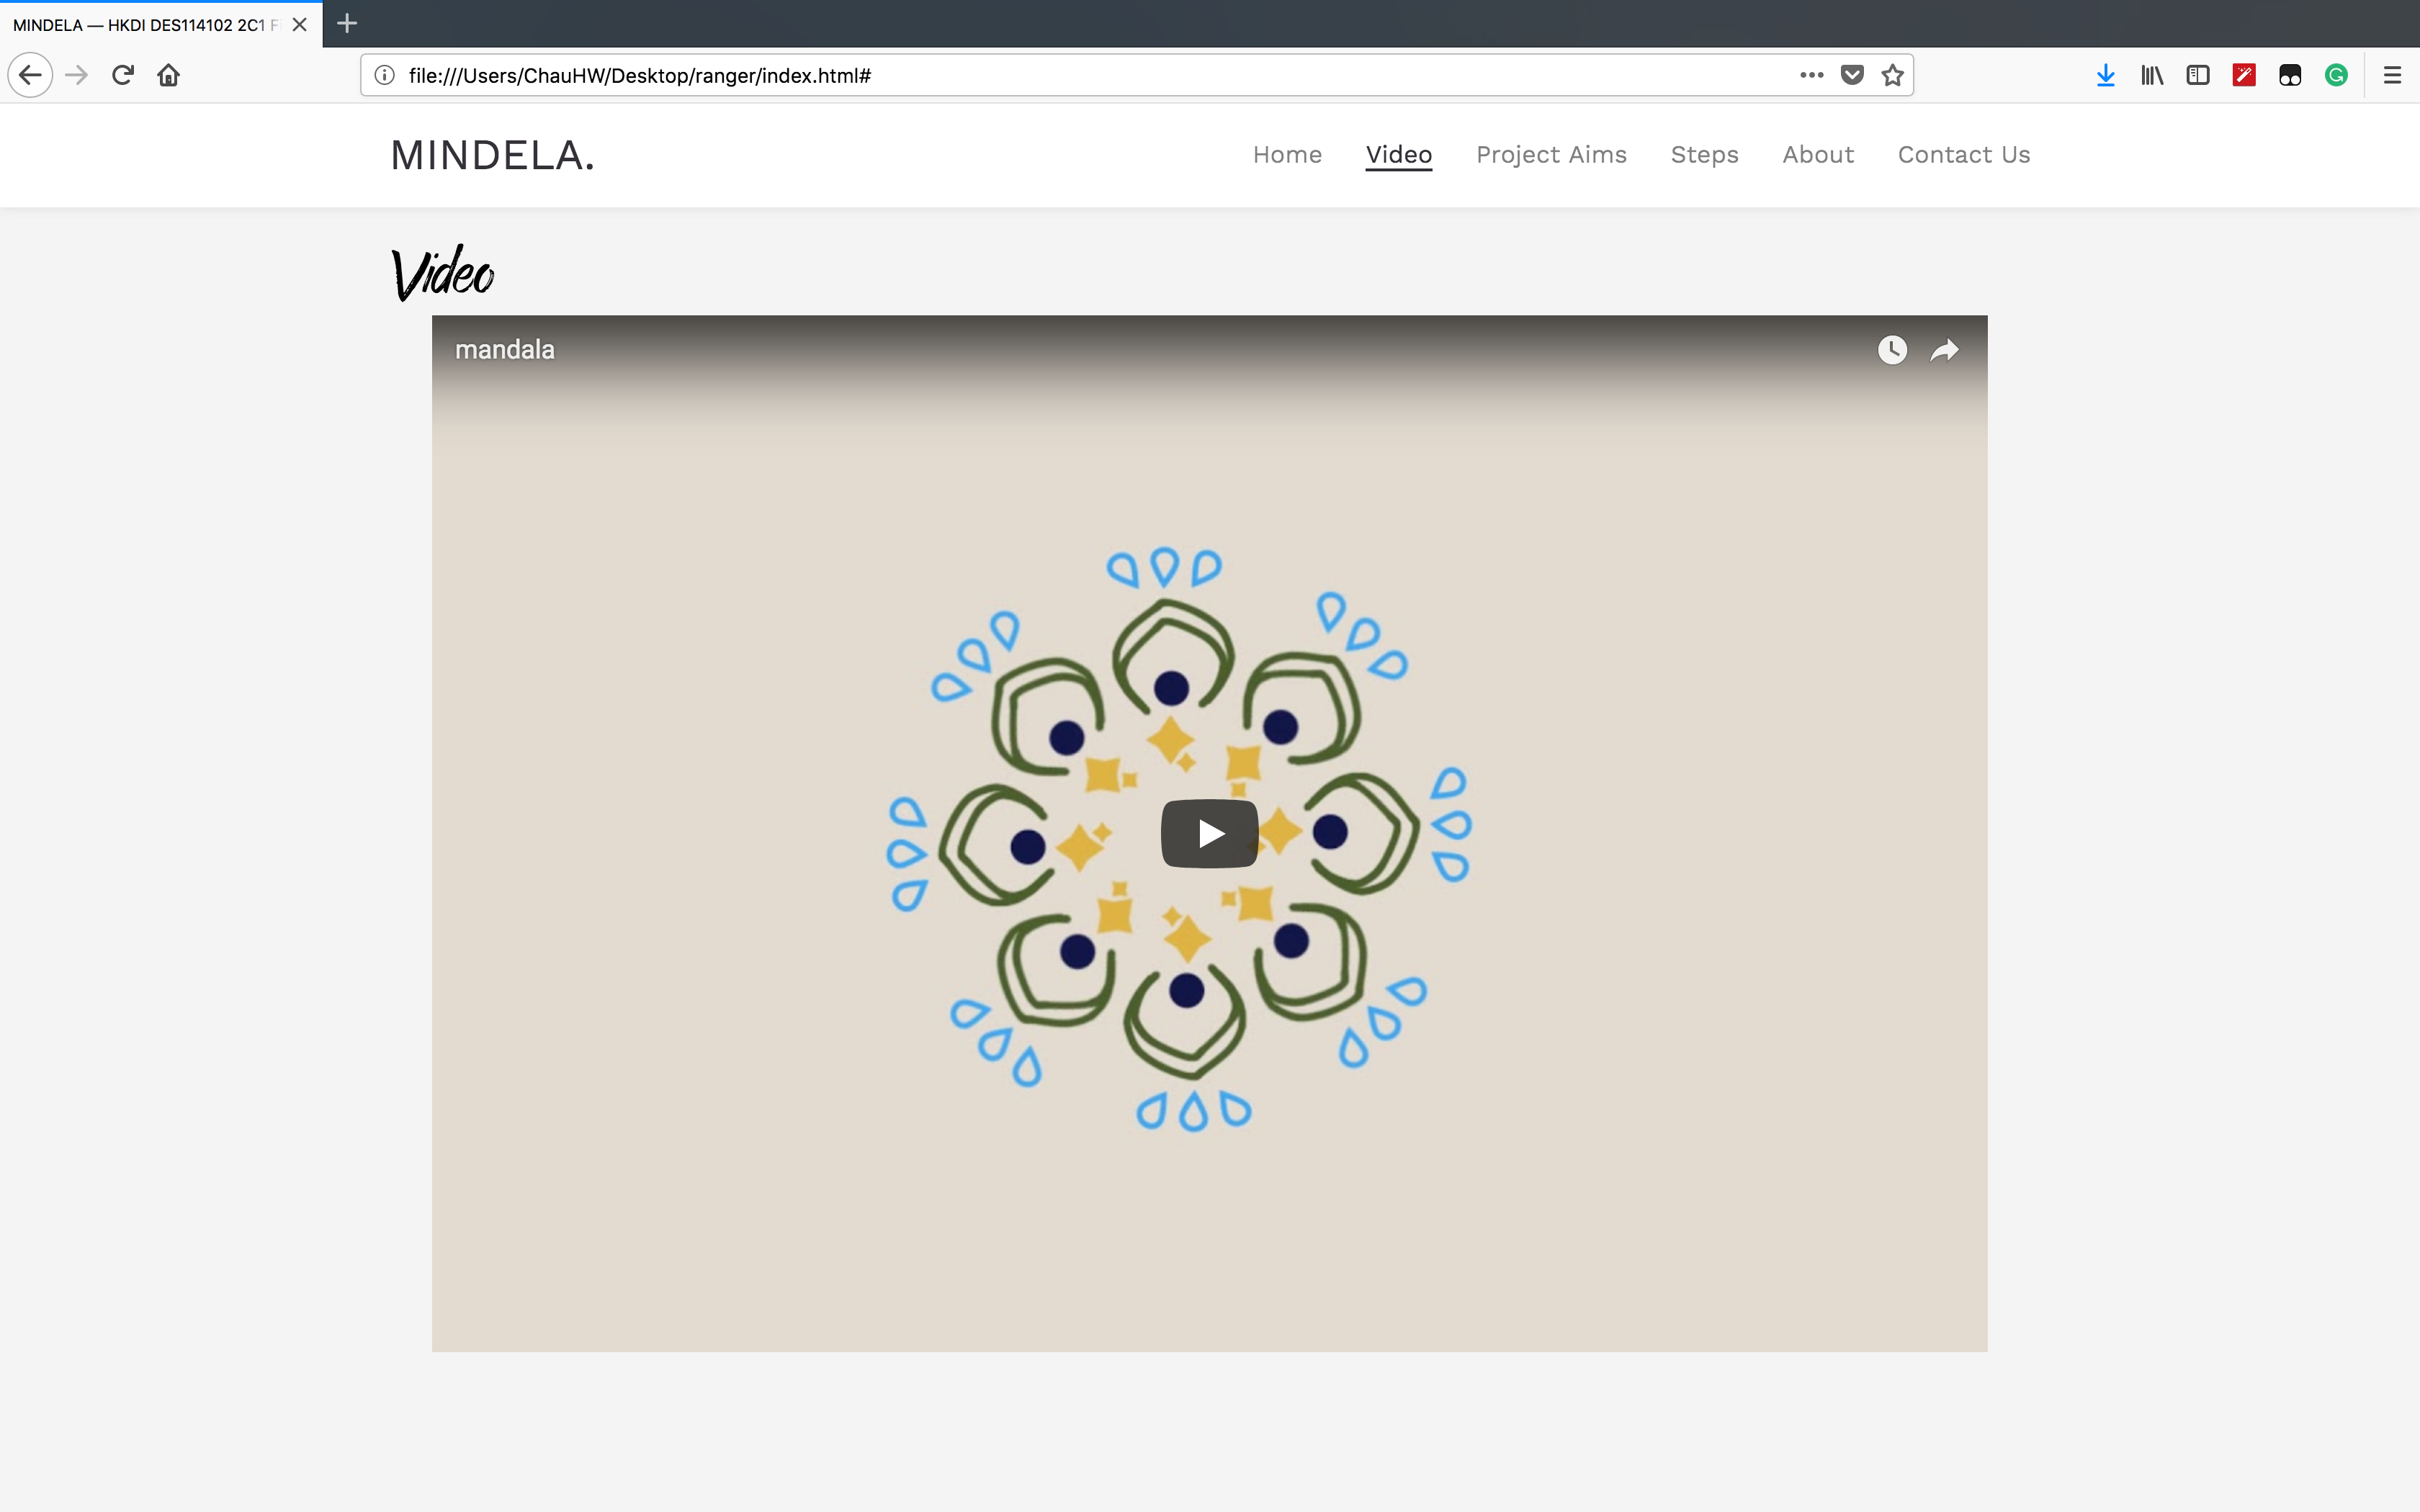 MINDELA — HKDI DES114102 2C1
file:///Users/ChauHW/Desktop/ranger/index.html#
MINDELA.
Home Video Project Aims Steps About Contact Us
Video
mandala